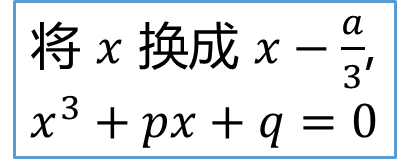 将 x 换成 x − a/3,
x³ + px + q = 0